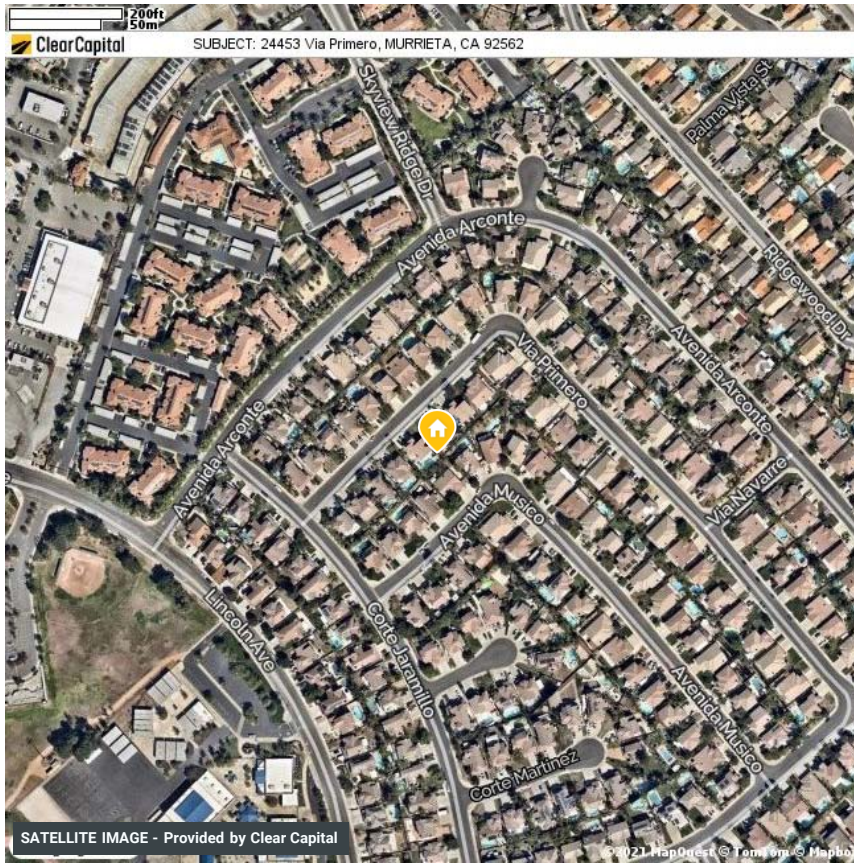 200ft
50m
ClearCapital
SUBJECT: 24453 Via Primero, MURRIETA, CA 92562
Palma Vista St
Skyview Ridge Dr
Avenida Arconte
Ridgewood Dr
Via Primero
Avenida Arconte
Avenida Arconte
Via Navarre
Avenida Musico
Lincoln Ave
Corte Jaramillo
Avenida Musico
Corte Martinez
e
SATELLITE IMAGE - Provided by Clear Capital
©2021 MapQuest © TomTom © Mapbo